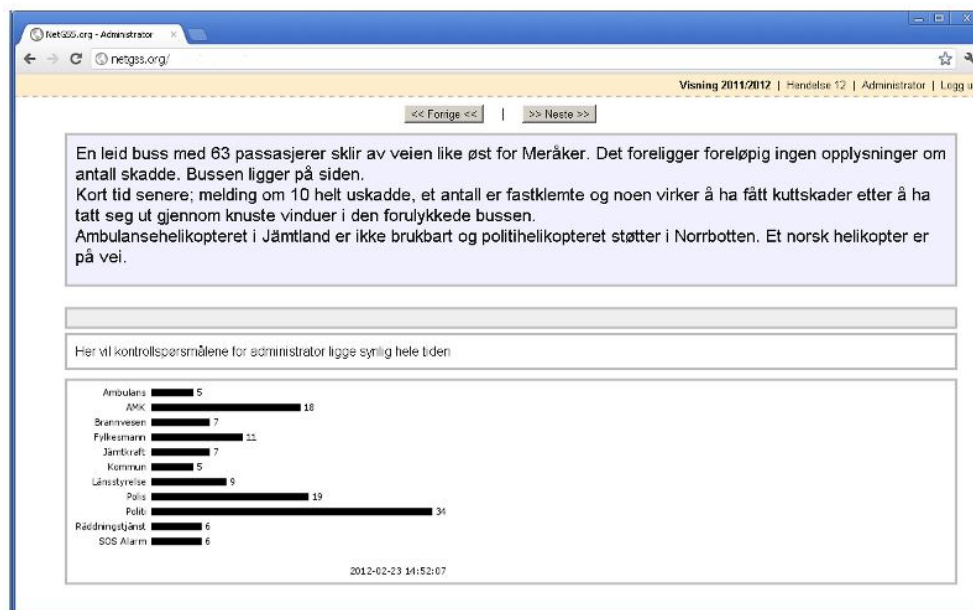 NetGSS.org - Administrator
netgss.org/
Visning 2011/2012 | Hendelse 12 | Administrator | Logg u
<< Forrige << | >> Neste >>
En leid buss med 63 passasjerer sklir av veien like øst for Meråker. Det foreligger foreløpig ingen opplysninger om
antall skadde. Bussen ligger på siden.
Kort tid senere; melding om 10 helt uskadde, et antall er fastklemte og noen virker å ha fått kuttskader etter å ha
tatt seg ut gjennom knuste vinduer i den forulykkede bussen.
Ambulansehelikopteret i Jämtland er ikke brukbart og politihelikopteret støtter i Norrbotten. Et norsk helikopter er
på vei.
Her vil kontrollspørsmålene for administrator ligge synlig hele tiden
Ambulans 5
AMK 18
Brannvesen 7
Fylkesmann 11
Jämtkraft 7
Kommun 5
Länsstyrelse 9
Polis 19
Politi 34
Räddningstjänst 6
SOS Alarm 6
2012-02-23 14:52:07